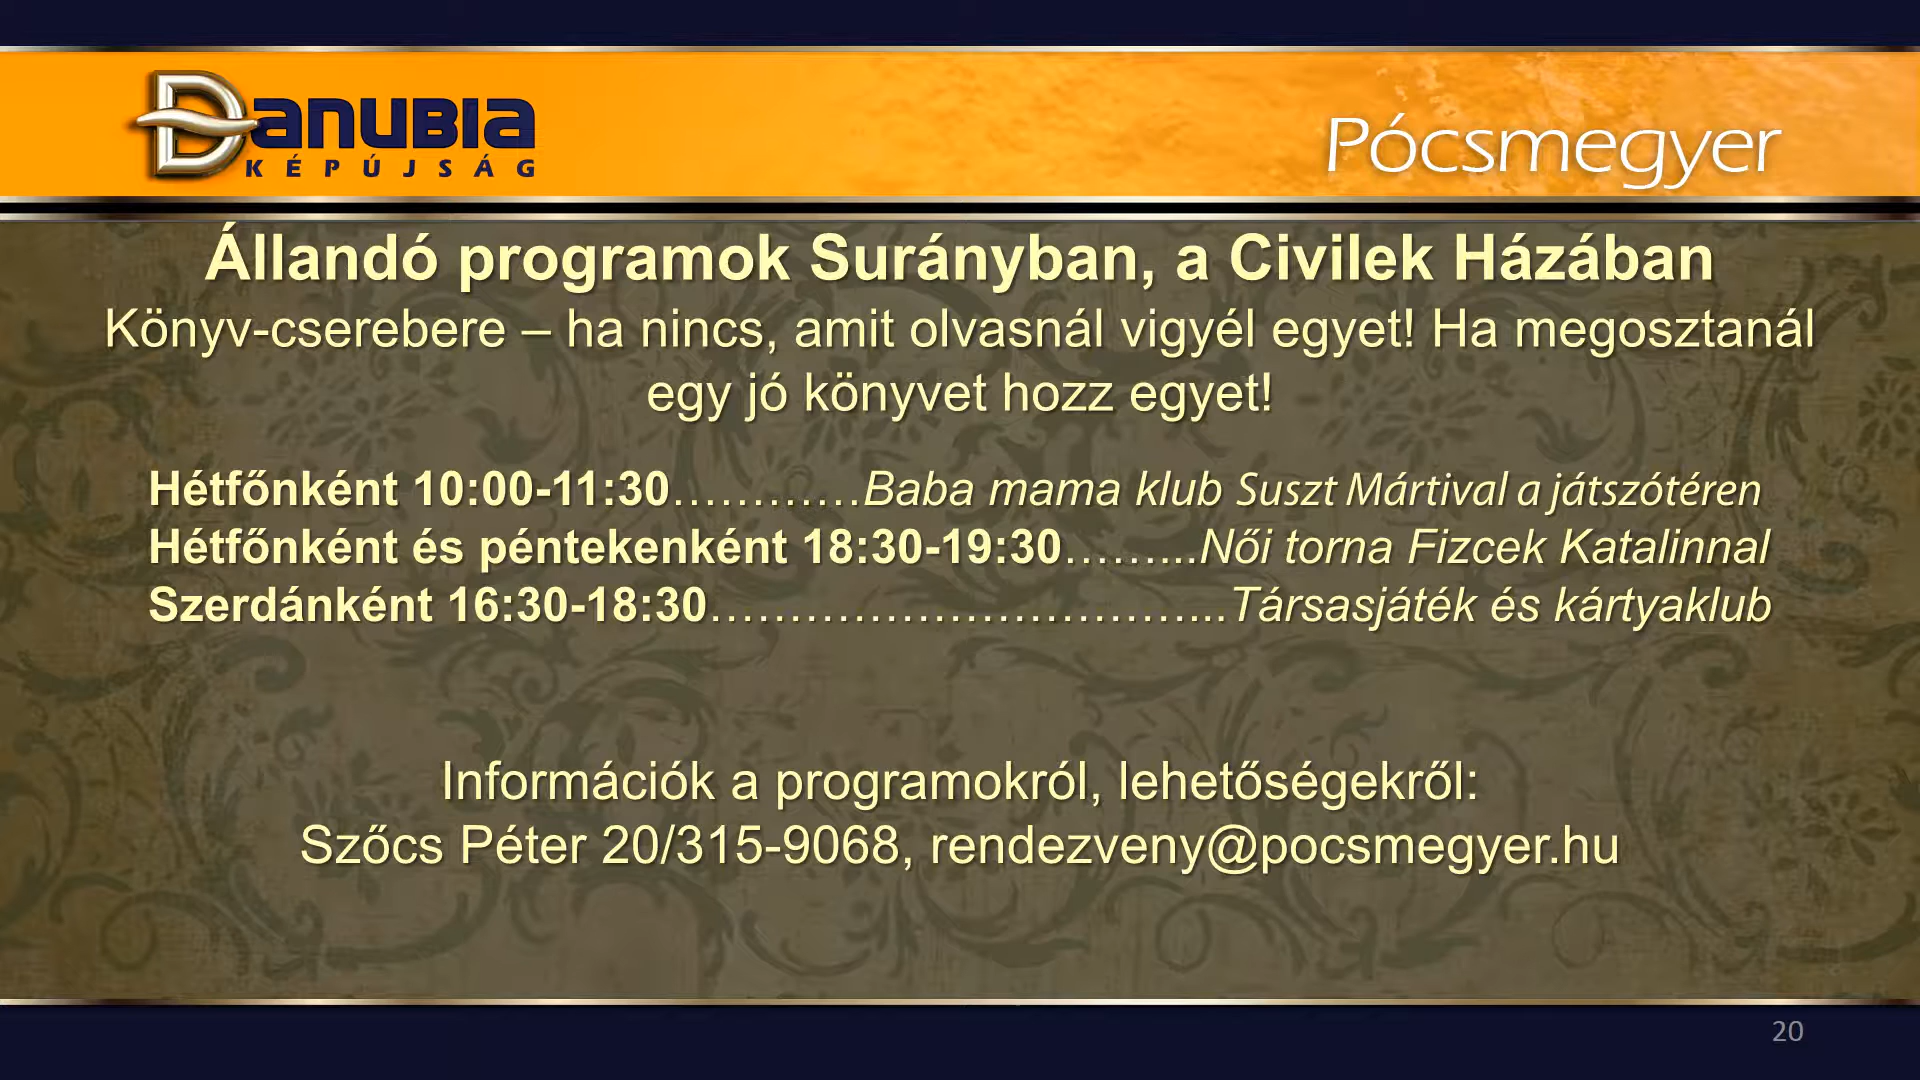 Danubia
KÉPÚJSÁG
Pócsmegyer
Állandó programok Surányban, a Civilek Házában
Könyv-cserebere – ha nincs, amit olvasnál vigyél egyet! Ha megosztanál
egy jó könyvet hozz egyet!
Hétfőnként 10:00-11:30…………Baba mama klub Suszt Mártival a játszótéren
Hétfőnként és péntekenként 18:30-19:30……...Női torna Fizcek Katalinnal
Szerdánként 16:30-18:30…………………………...Társasjáték és kártyaklub
Információk a programokról, lehetőségekről:
Szőcs Péter 20/315-9068, rendezveny@pocsmegyer.hu
20